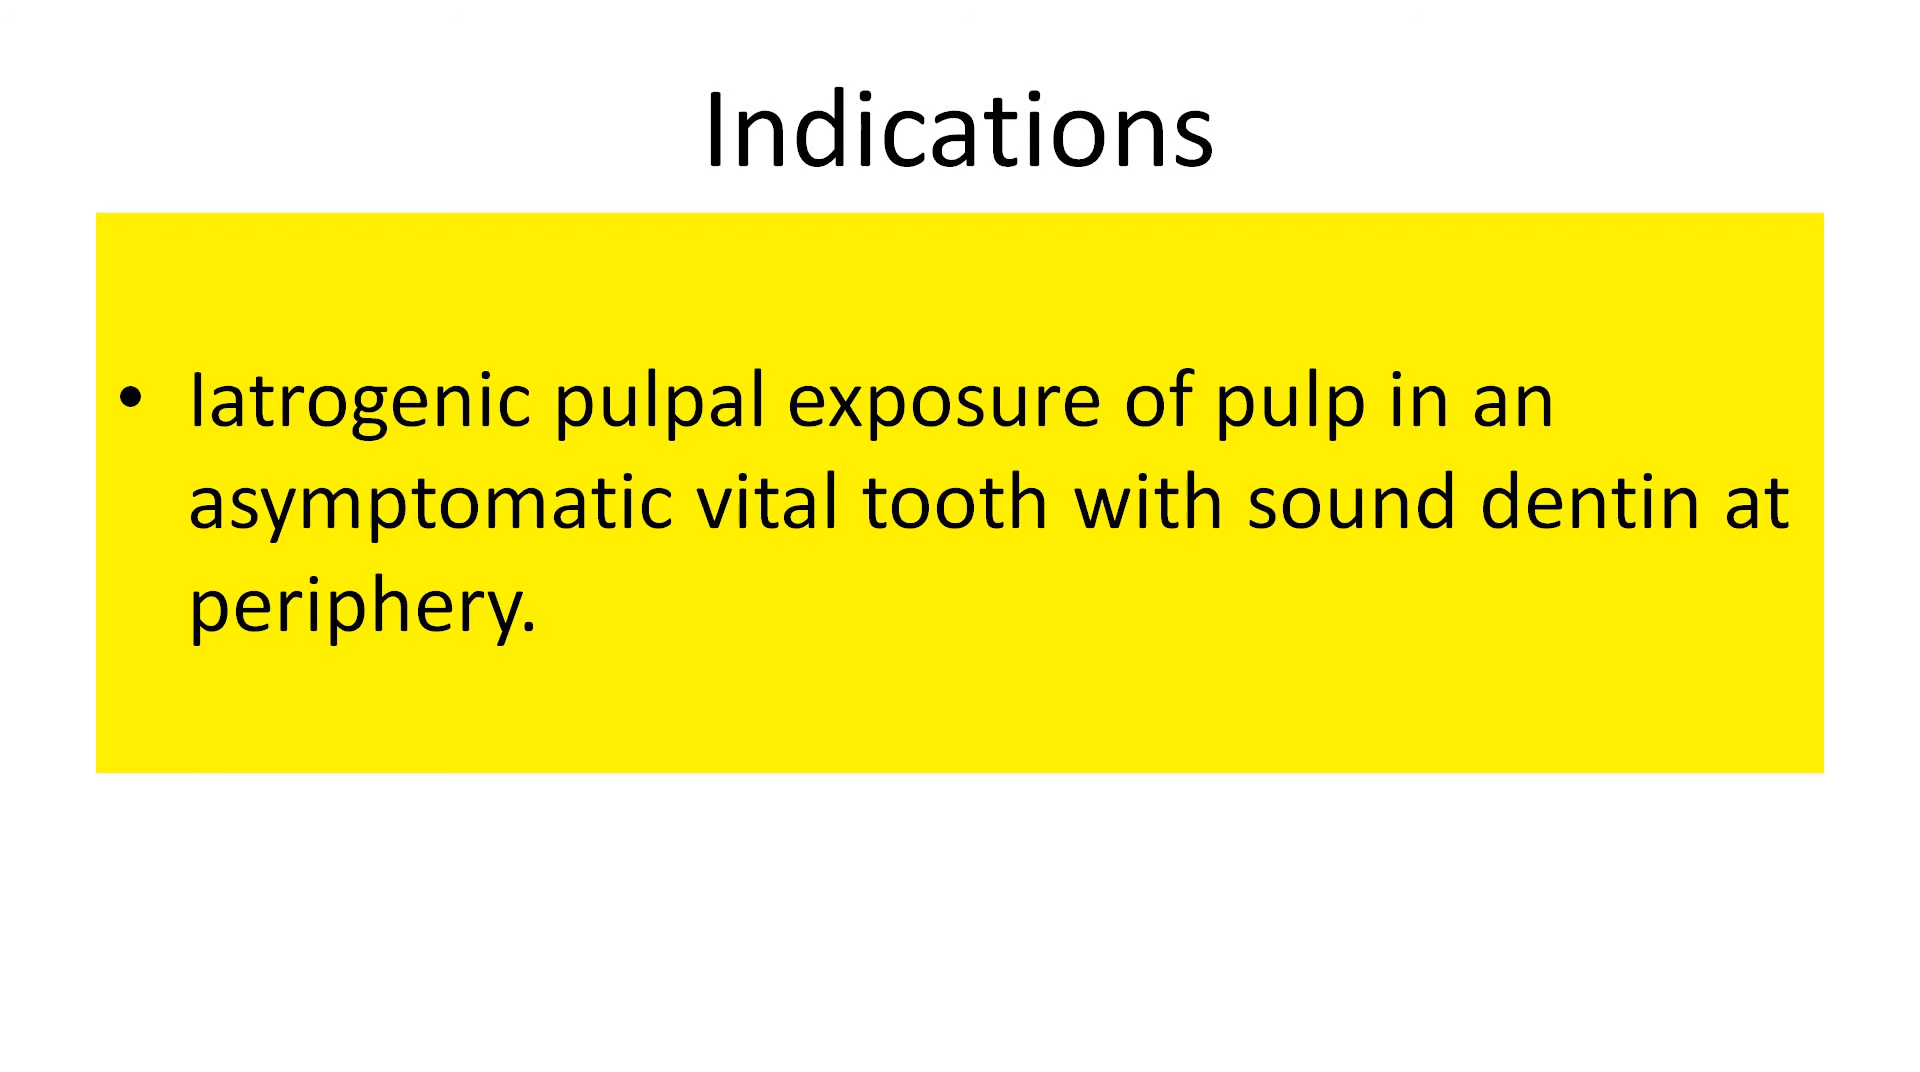 Indications
• Iatrogenic pulpal exposure of pulp in an
asymptomatic vital tooth with sound dentin at
periphery.